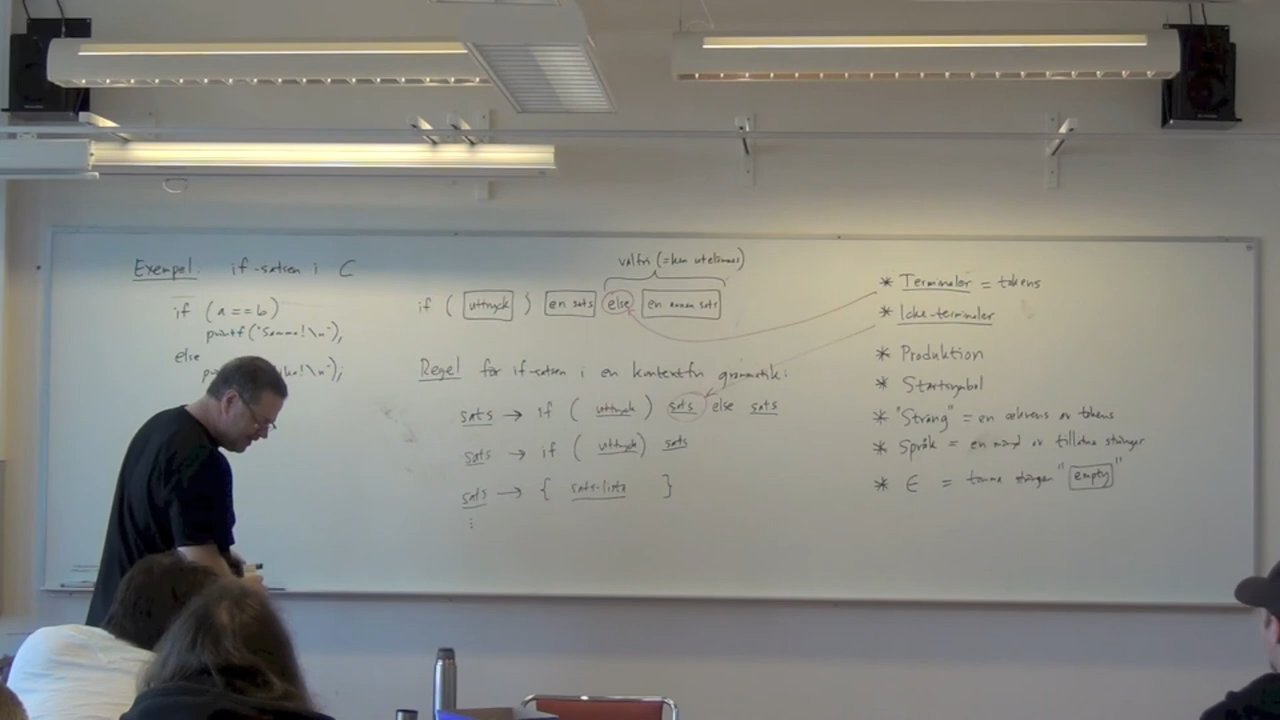 Exempel: if-satsen i C
if (a == b)
printf("Samma!\n");
else
!\n");
valfri (= kan utelämnas)
if ( uttryck ) en sats else en annan sats
Regel för if-satsen i en kontextfri grammatik:
sats → if ( uttryck ) sats else sats
sats → if ( uttryck ) sats
sats → { sats-lista }
⋮
* Terminaler = tokens
* Icke-terminaler
* Produktion
* Startsymbol
* "Sträng" = en sekvens av tokens
* Språk = en mängd av tillåtna strängar
* ∈ = tomma strängen "empty"